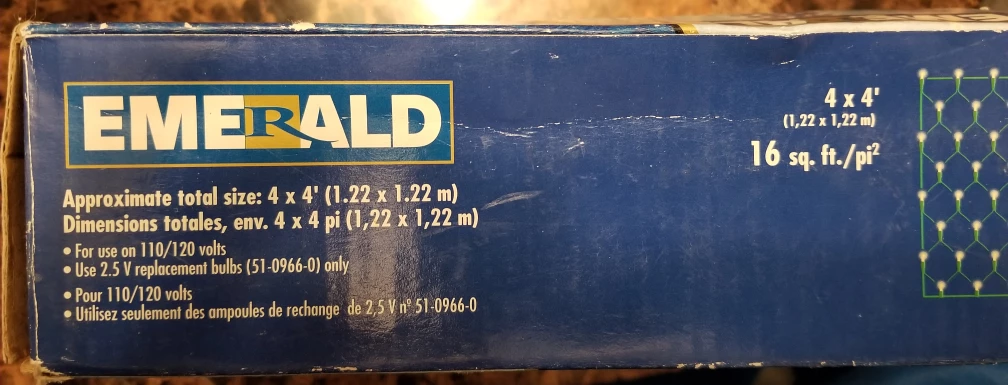 EMERALD
Approximate total size: 4 x 4' (1.22 x 1.22 m)
Dimensions totales, env. 4 x 4 pi (1,22 x 1,22 m)
• For use on 110/120 volts
• Use 2.5 V replacement bulbs (51-0966-0) only
• Pour 110/120 volts
• Utilisez seulement des ampoules de rechange de 2,5 V n° 51-0966-0
4 x 4'
(1,22 x 1,22 m)
16 sq. ft./pi²